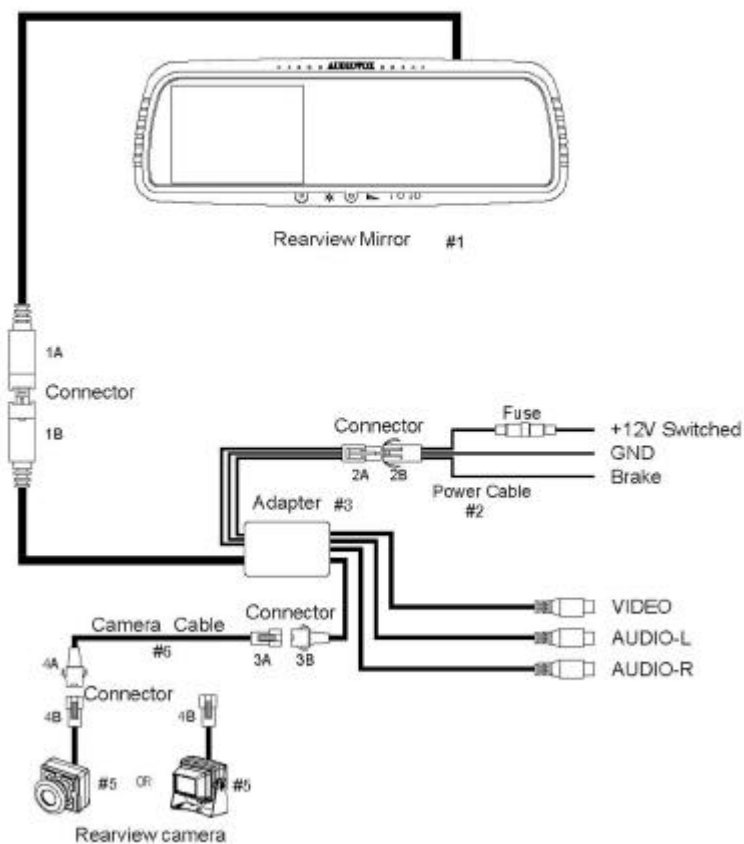 AUDIOVOX
Rearview Mirror #1
1A
Connector
1B
Connector
Fuse
+12V Switched
GND
Brake
2A 2B
Power Cable
#2
Adapter #3
VIDEO
AUDIO-L
AUDIO-R
Connector
Camera Cable
#6
3A 3B
4A
Connector
4B
4B
#5 OR #5
Rearview camera